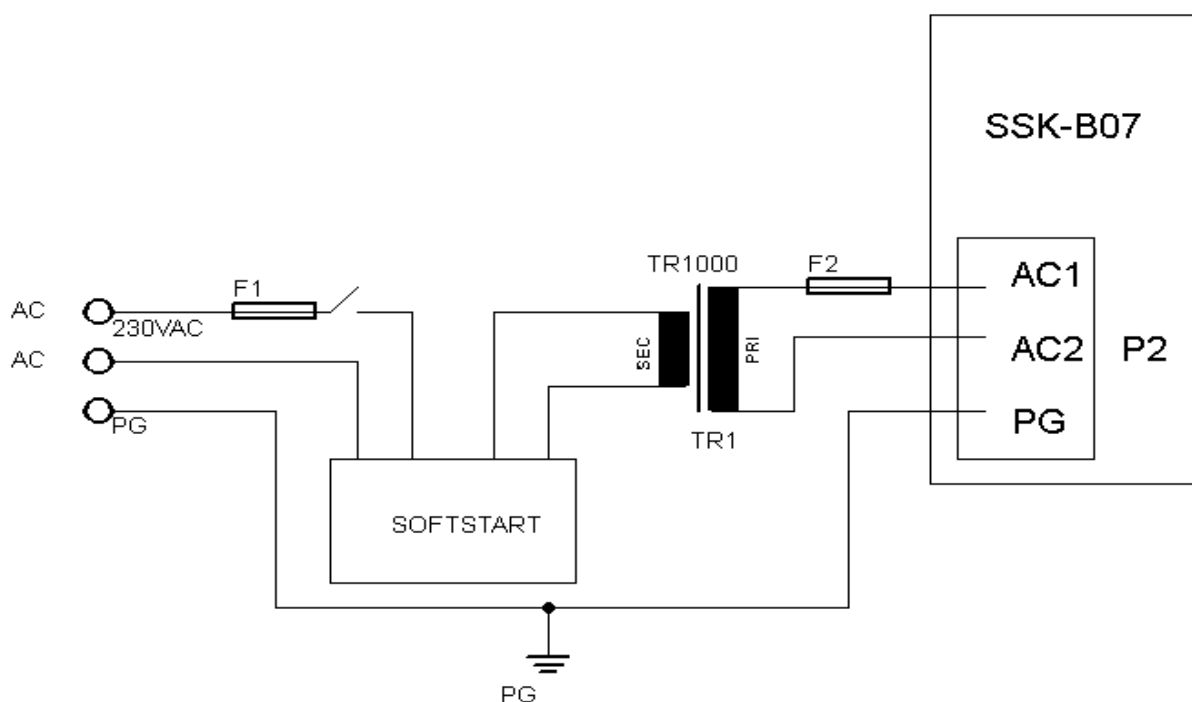 SSK-B07
TR1000
F2
AC1
F1
AC
230VAC
SEC
PRI
AC2
P2
AC
PG
PG
TR1
SOFTSTART
PG